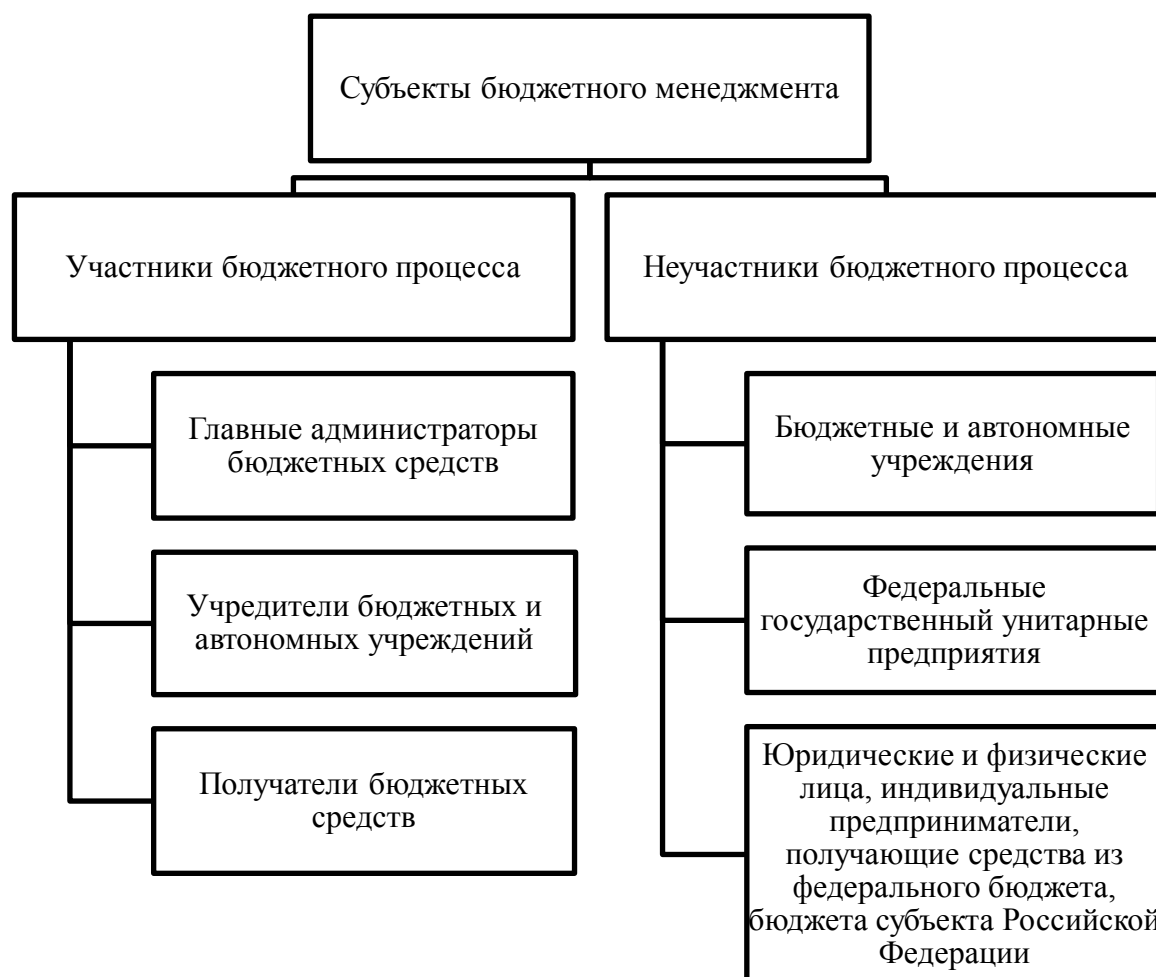 Субъекты бюджетного менеджмента
Участники бюджетного процесса
Неучастники бюджетного процесса
Главные администраторы
бюджетных средств
Учредители бюджетных и
автономных учреждений
Получатели бюджетных
средств
Бюджетные и автономные
учреждения
Федеральные
государственный унитарные
предприятия
Юридические и физические
лица, индивидуальные
предприниматели,
получающие средства из
федерального бюджета,
бюджета субъекта Российской
Федерации